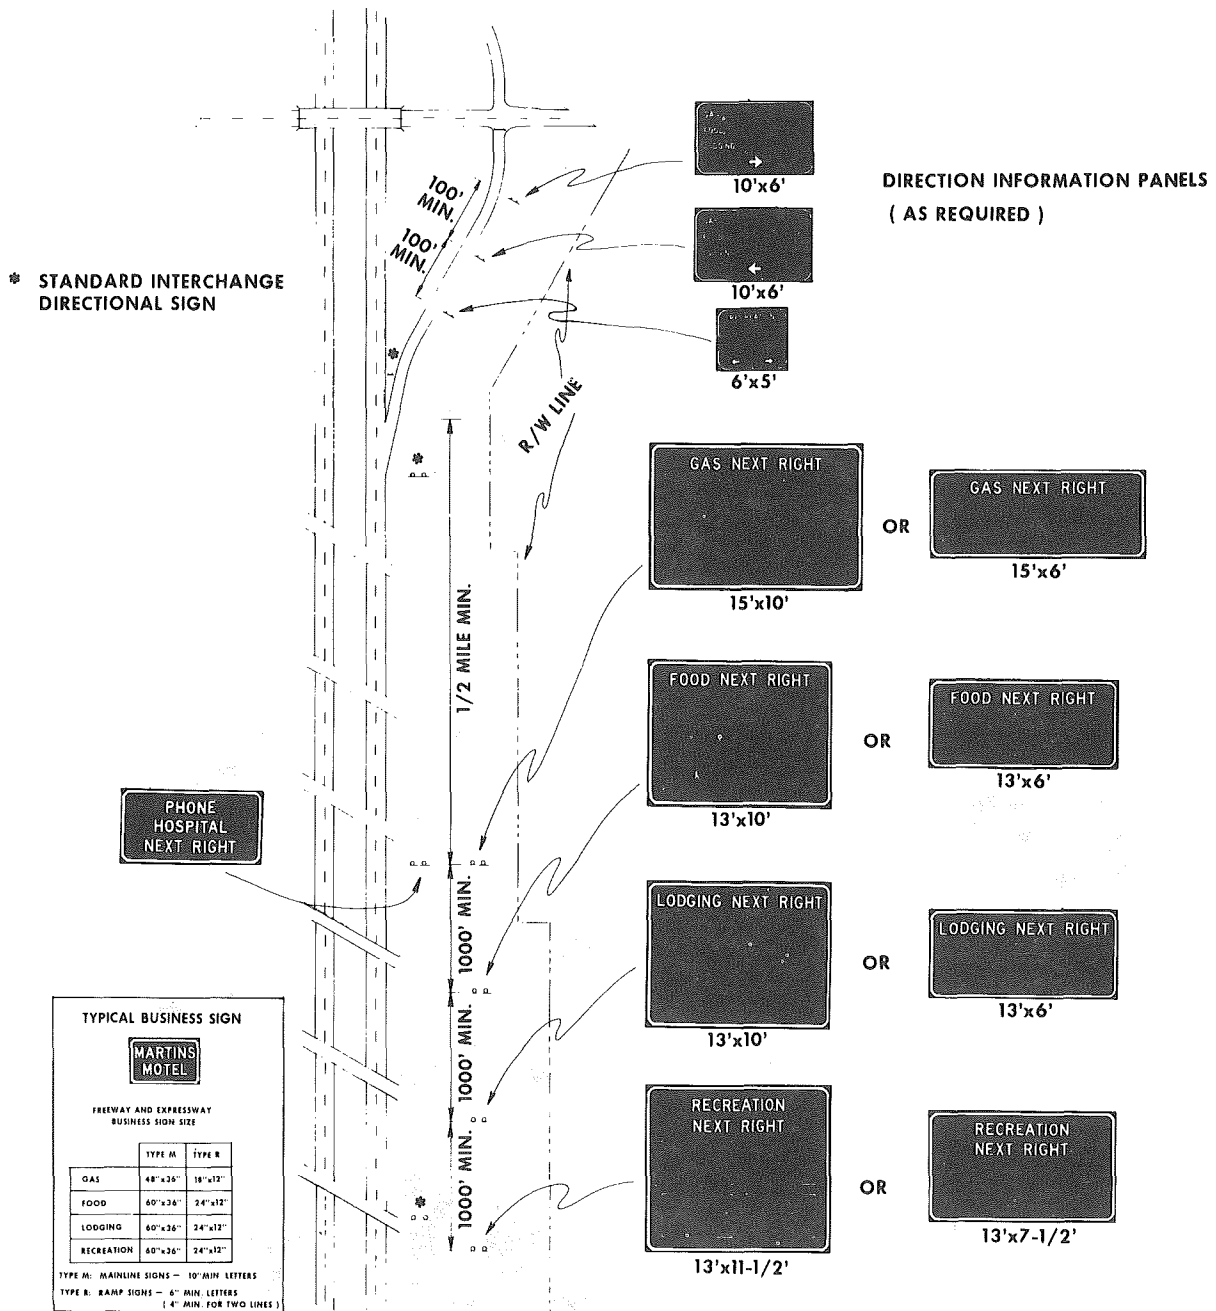 10'x6'
DIRECTION INFORMATION PANELS
( AS REQUIRED )
100'
MIN.
100'
MIN.
10'x6'
* STANDARD INTERCHANGE
DIRECTIONAL SIGN
*
6'x5'
R/W LINE
*
1/2 MILE MIN.
GAS NEXT RIGHT
15'x10'
OR
GAS NEXT RIGHT
15'x6'
FOOD NEXT RIGHT
13'x10'
OR
FOOD NEXT RIGHT
13'x6'
PHONE
HOSPITAL
NEXT RIGHT
1000' MIN.
LODGING NEXT RIGHT
13'x10'
OR
LODGING NEXT RIGHT
13'x6'
1000' MIN.
1000' MIN.
*
RECREATION
NEXT RIGHT
13'x11-1/2'
OR
RECREATION
NEXT RIGHT
13'x7-1/2'
TYPICAL BUSINESS SIGN
MARTINS
MOTEL
FREEWAY AND EXPRESSWAY
BUSINESS SIGN SIZE
TYPE M TYPE R
GAS 48"x36" 18"x12"
FOOD 60"x36" 24"x12"
LODGING 60"x36" 24"x12"
RECREATION 60"x36" 24"x12"
TYPE M: MAINLINE SIGNS — 10" MIN LETTERS
TYPE R: RAMP SIGNS — 6" MIN. LETTERS
( 4" MIN. FOR TWO LINES )